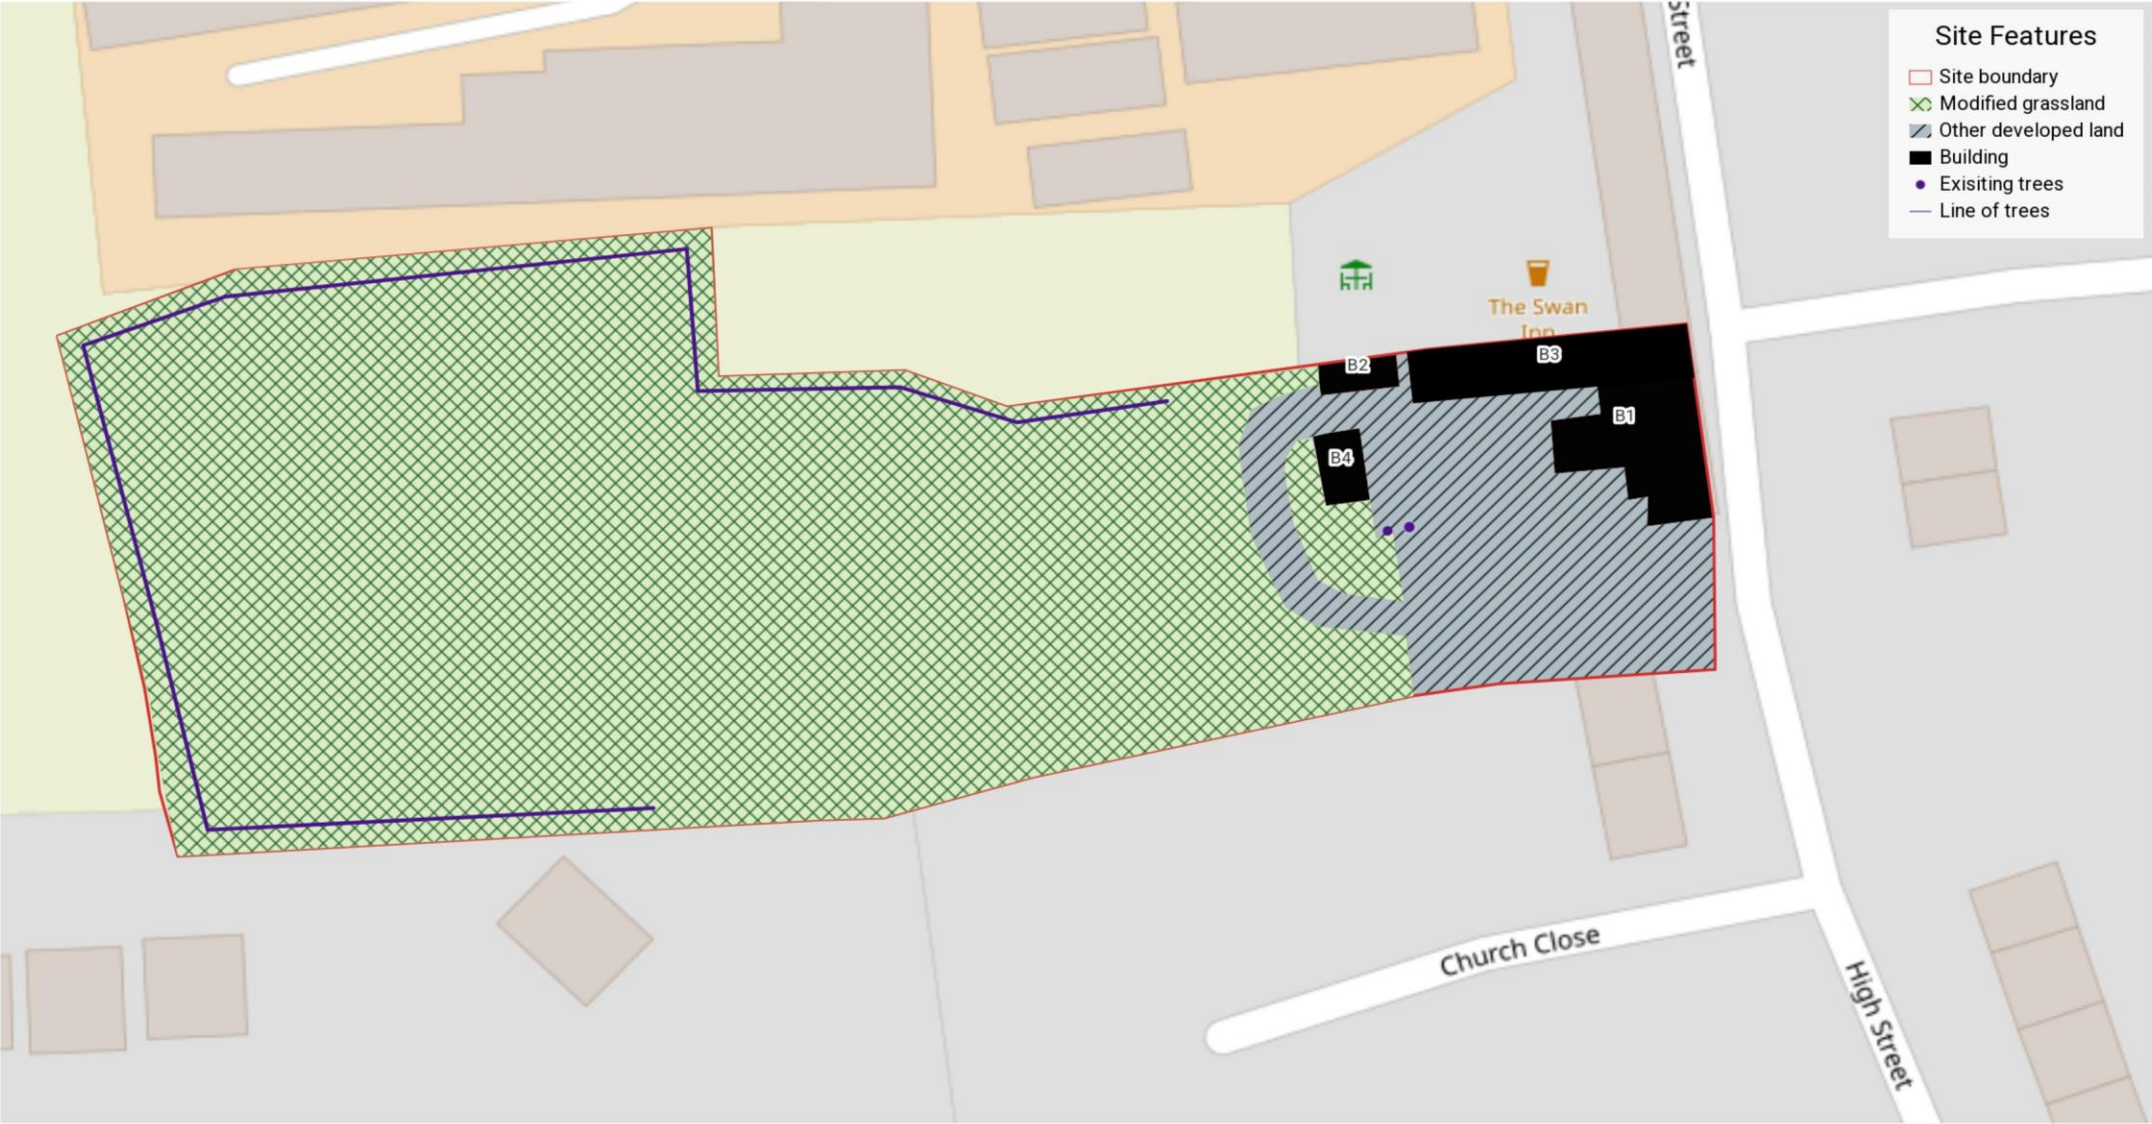 Street
Site Features
Site boundary
Modified grassland
Other developed land
Building
Exisiting trees
Line of trees
The Swan
Inn
B2
B3
B1
B4
Church Close
High Street